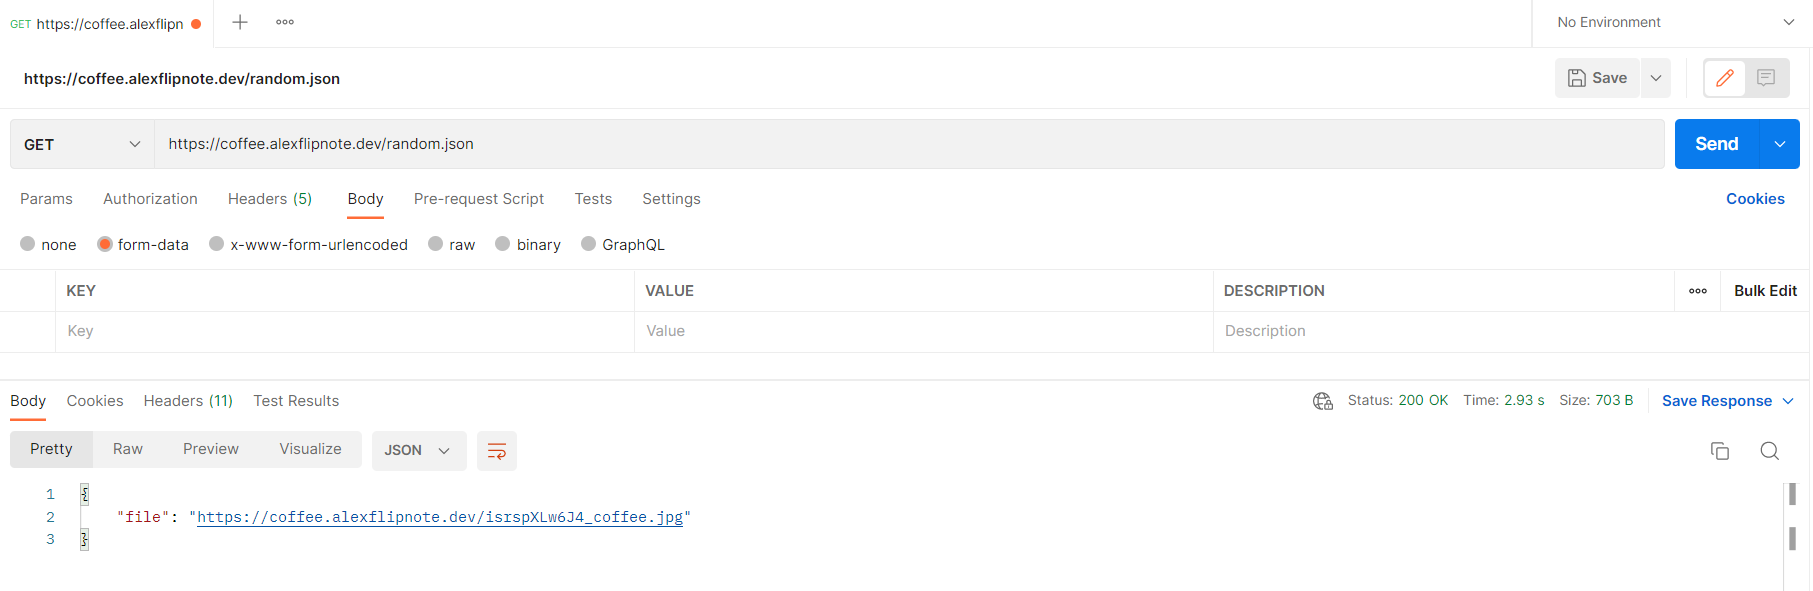 GET https://coffee.alexflipn
No Environment
https://coffee.alexflipnote.dev/random.json
Save
GET https://coffee.alexflipnote.dev/random.json Send
Params Authorization Headers (5) Body Pre-request Script Tests Settings Cookies
none form-data x-www-form-urlencoded raw binary GraphQL
KEY VALUE DESCRIPTION Bulk Edit
Key Value Description
Body Cookies Headers (11) Test Results Status: 200 OK Time: 2.93 s Size: 703 B Save Response
Pretty Raw Preview Visualize JSON
1 {
2 "file": "https://coffee.alexflipnote.dev/isrspXLw6J4_coffee.jpg"
3 }